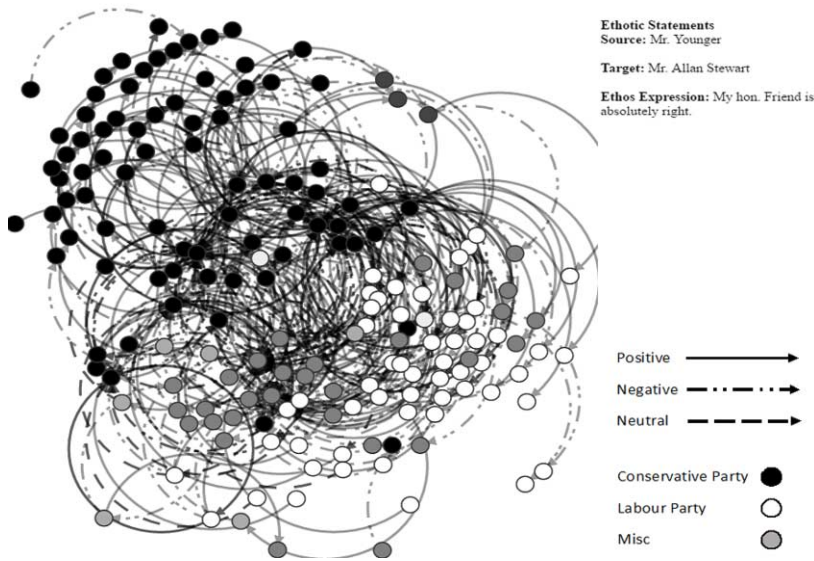 Ethotic Statements
Source: Mr. Younger
Target: Mr. Allan Stewart
Ethos Expression: My hon. Friend is
absolutely right.
Positive
Negative
Neutral
Conservative Party
Labour Party
Misc